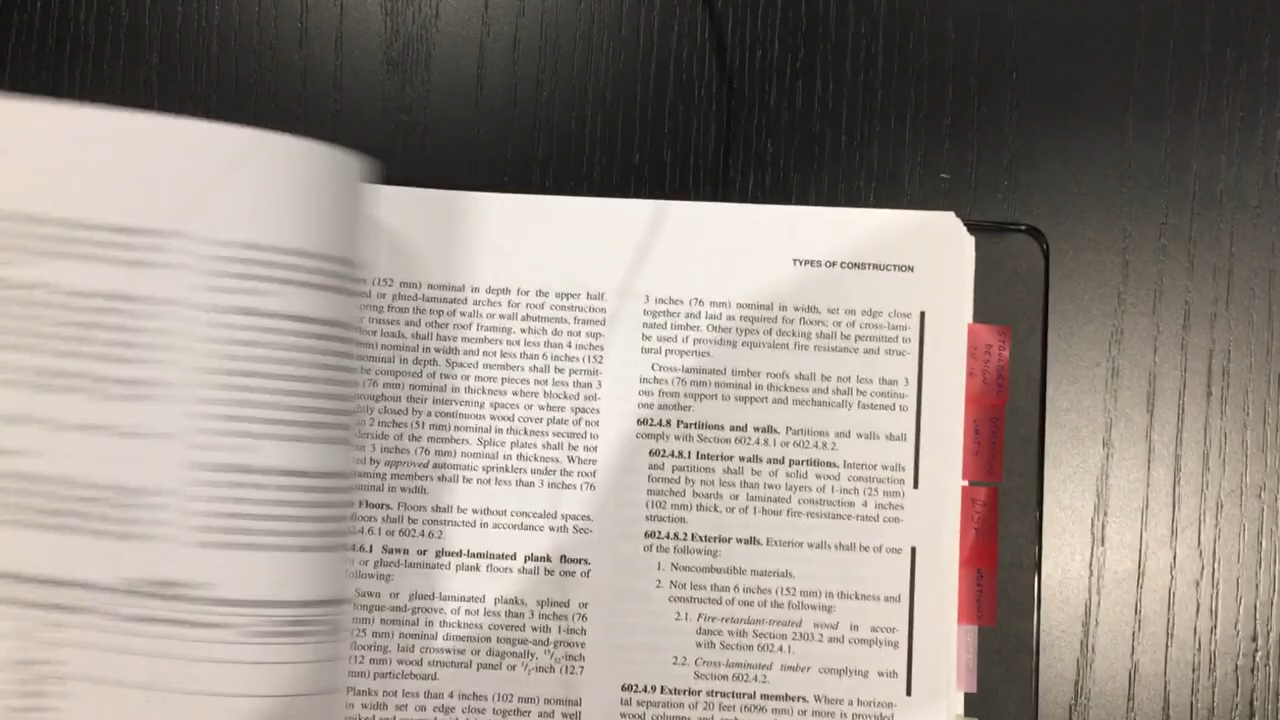 TYPES OF CONSTRUCTION
(152 mm) nominal in depth for the upper half.
or glued-laminated arches for roof construction
from the top of walls or wall abutments, framed
trusses and other roof framing, which do not sup-
loads, shall have members not less than 4 inches
nominal in width and not less than 6 inches (152
nominal in depth. Spaced members shall be permit-
be composed of two or more pieces not less than 3
(76 mm) nominal in thickness where blocked sol-
their intervening spaces or where spaces
closed by a continuous wood cover plate of not
2 inches (51 mm) nominal in thickness secured to
of the members. Splice plates shall be not
3 inches (76 mm) nominal in thickness. Where
by approved automatic sprinklers under the roof
members shall be not less than 3 inches (76
in width.
Floors. Floors shall be without concealed spaces.
floors shall be constructed in accordance with Sec-
or 602.4.6.2.
Sawn or glued-laminated plank floors.
or glued-laminated plank floors shall be one of
following:
Sawn or glued-laminated planks, splined or
tongue-and-groove, of not less than 3 inches (76
mm) nominal in thickness covered with 1-inch
(25 mm) nominal dimension tongue-and-groove
flooring, laid crosswise or diagonally, 15/32-inch
(12 mm) wood structural panel or 1/2-inch (12.7
mm) particleboard.
Planks not less than 4 inches (102 mm) nominal
in width set on edge close together and well
3 inches (76 mm) nominal in width, set on edge close
together and laid as required for floors; or of cross-lami-
nated timber. Other types of decking shall be permitted to
be used if providing equivalent fire resistance and struc-
tural properties.
Cross-laminated timber roofs shall be not less than 3
inches (76 mm) nominal in thickness and shall be continu-
ous from support to support and mechanically fastened to
one another.
602.4.8 Partitions and walls. Partitions and walls shall
comply with Section 602.4.8.1 or 602.4.8.2.
602.4.8.1 Interior walls and partitions. Interior walls
and partitions shall be of solid wood construction
formed by not less than two layers of 1-inch (25 mm)
matched boards or laminated construction 4 inches
(102 mm) thick, or of 1-hour fire-resistance-rated con-
struction.
602.4.8.2 Exterior walls. Exterior walls shall be of one
of the following:
1. Noncombustible materials.
2. Not less than 6 inches (152 mm) in thickness and
constructed of one of the following:
2.1. Fire-retardant-treated wood in accor-
dance with Section 2303.2 and complying
with Section 602.4.1.
2.2. Cross-laminated timber complying with
Section 602.4.2.
602.4.9 Exterior structural members. Where a horizon-
tal separation of 20 feet (6096 mm) or more is provided
wood columns and
STRUCTURAL
DESIGN